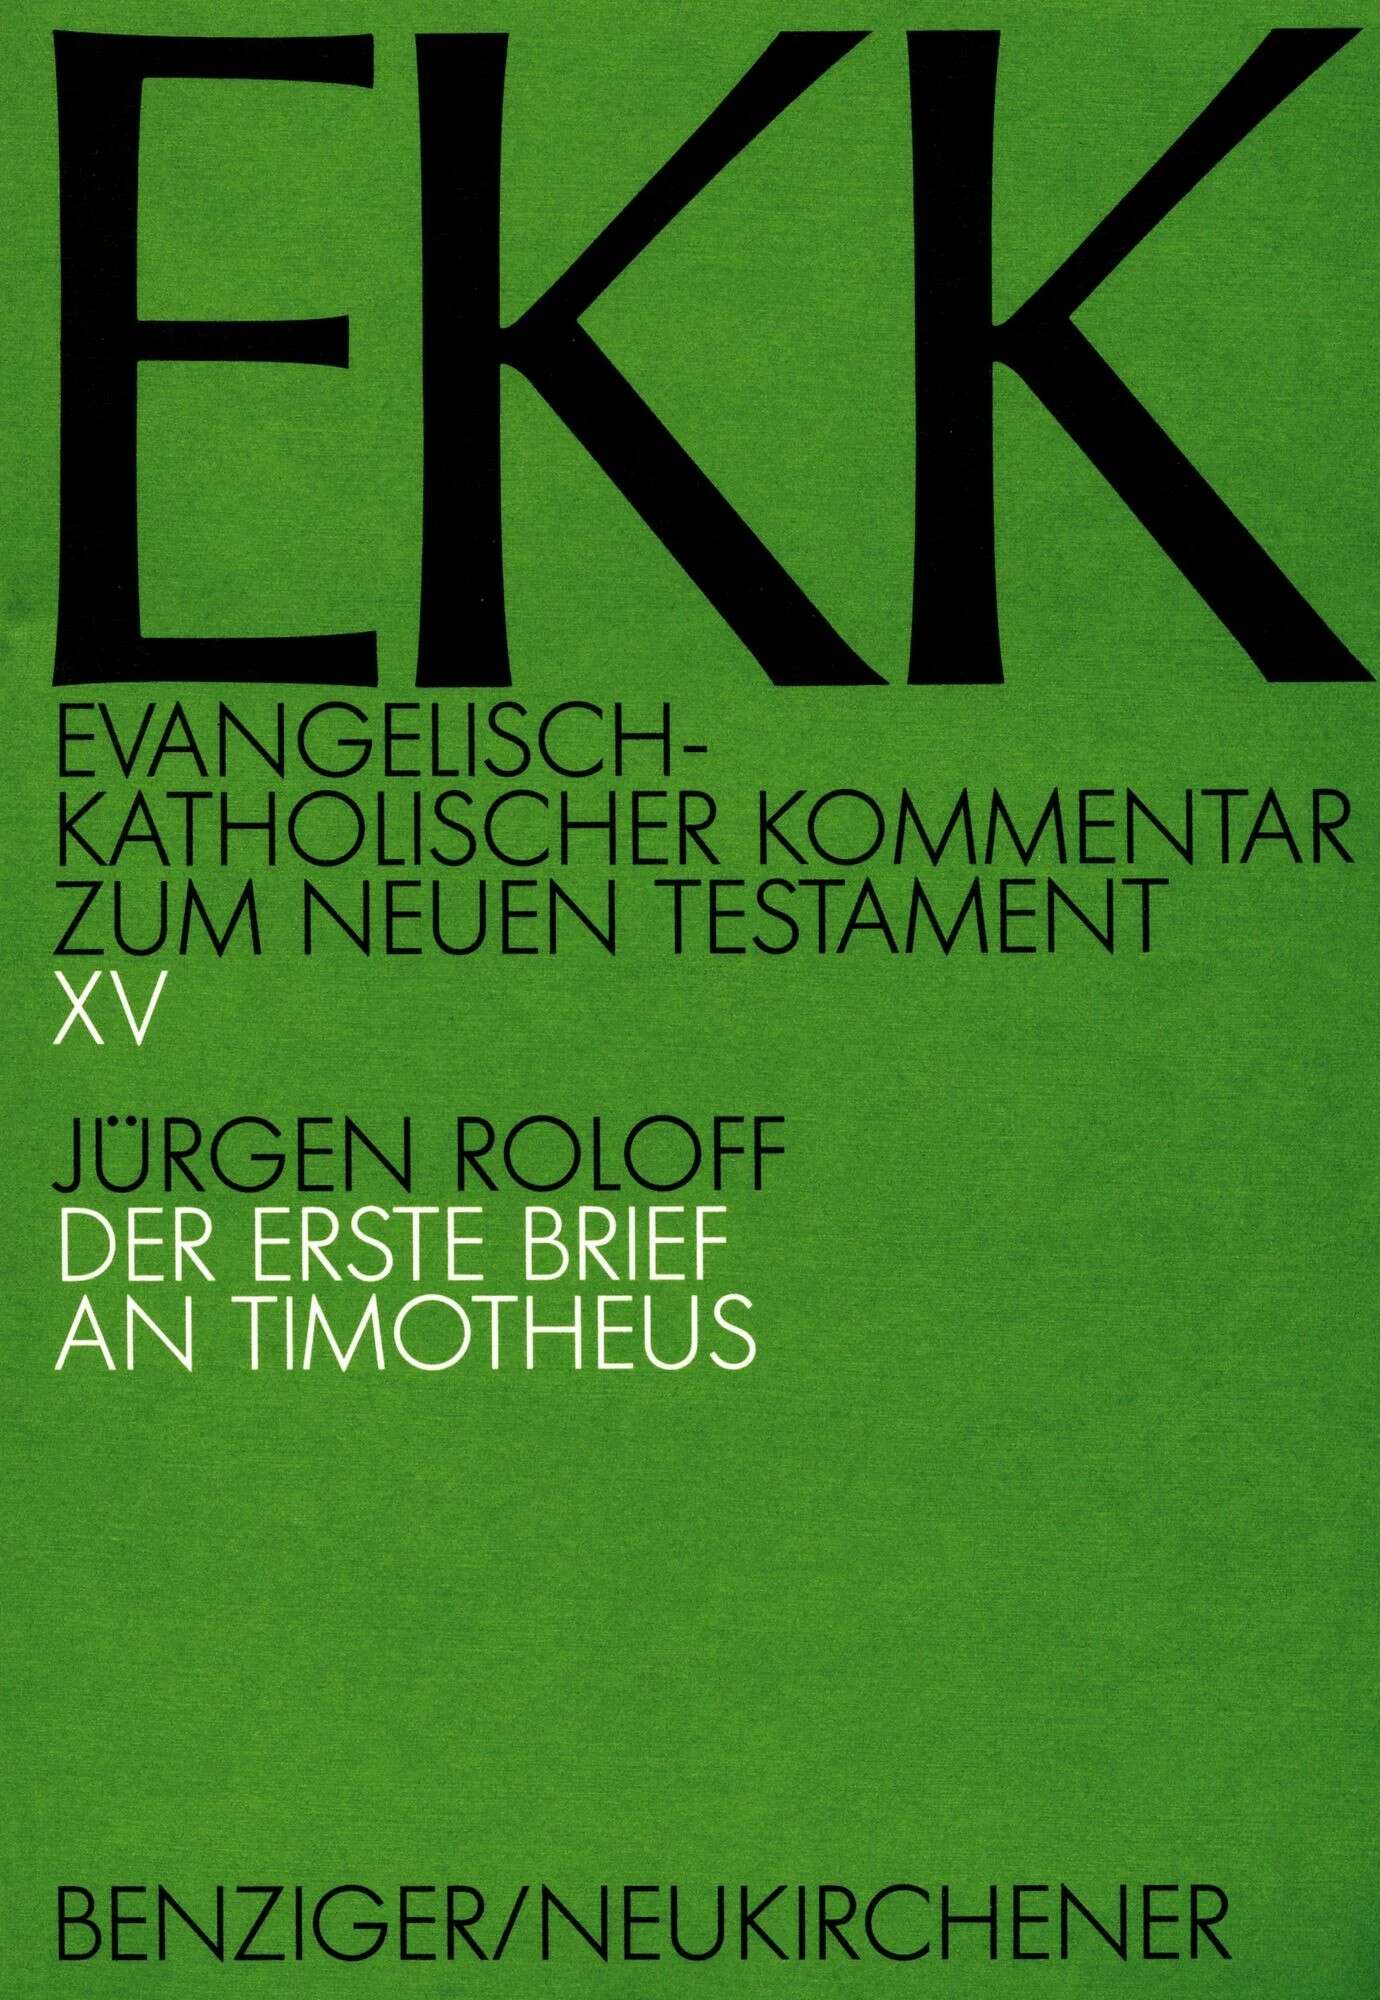 EKK
EVANGELISCH-
KATHOLISCHER KOMMENTAR
ZUM NEUEN TESTAMENT
XV
JÜRGEN ROLOFF
DER ERSTE BRIEF
AN TIMOTHEUS
BENZIGER/NEUKIRCHENER